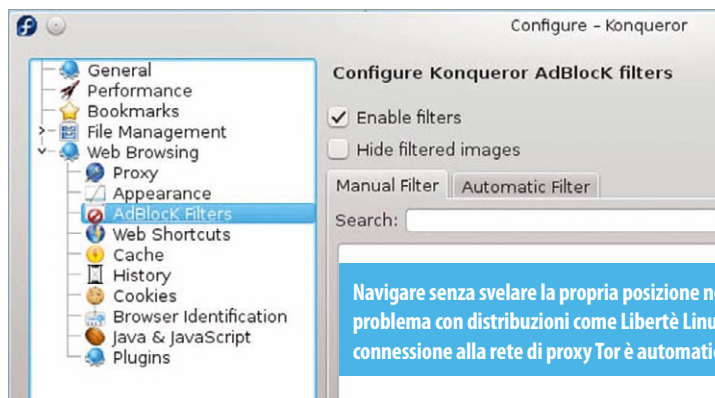 Configure – Konqueror
General
Performance
Bookmarks
File Management
Web Browsing
Proxy
Appearance
AdBlocK Filters
Web Shortcuts
Cache
History
Cookies
Browser Identification
Java & JavaScript
Plugins
Configure Konqueror AdBlocK filters
Enable filters
Hide filtered images
Manual Filter
Automatic Filter
Search:
Navigare senza svelare la propria posizione
problema con distribuzioni come Libertè
connessione alla rete di proxy Tor è